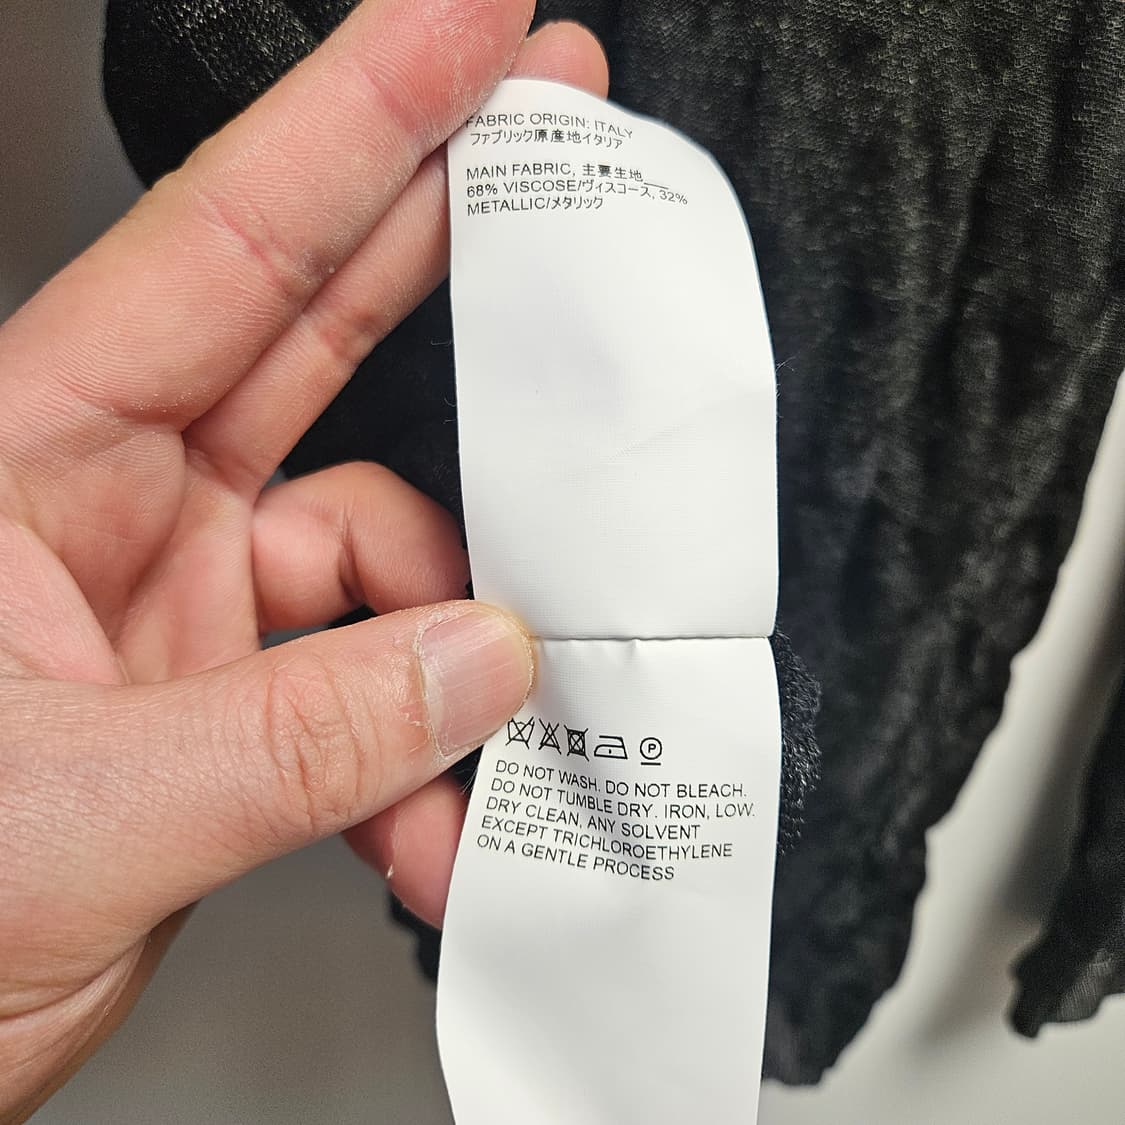 FABRIC ORIGIN: ITALY
ファブリック原産地イタリア
MAIN FABRIC, 主要生地
68% VISCOSE/ヴィスコース, 32%
METALLIC/メタリック
P
DO NOT WASH. DO NOT BLEACH.
DO NOT TUMBLE DRY. IRON, LOW.
DRY CLEAN, ANY SOLVENT
EXCEPT TRICHLOROETHYLENE
ON A GENTLE PROCESS